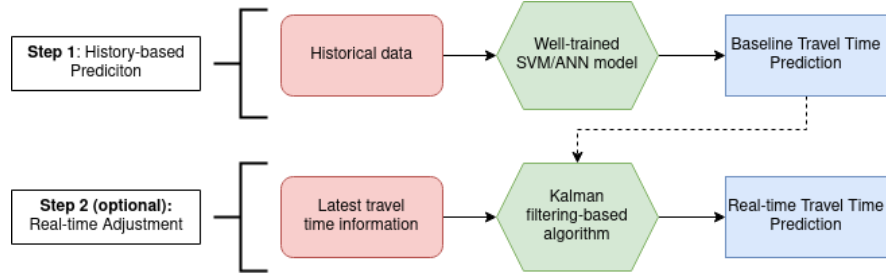 Step 1: History-based
Prediciton
Historical data
Well-trained
SVM/ANN model
Baseline Travel Time
Prediction
Step 2 (optional):
Real-time Adjustment
Latest travel
time information
Kalman
filtering-based
algorithm
Real-time Travel Time
Prediction